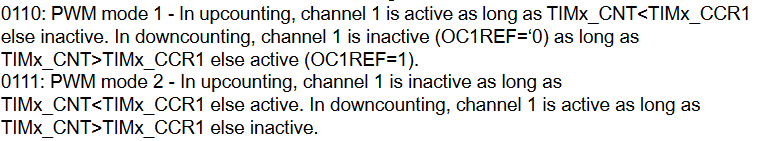 0110: PWM mode 1 - In upcounting, channel 1 is active as long as TIMx_CNT<TIMx_CCR1
else inactive. In downcounting, channel 1 is inactive (OC1REF=‘0) as long as
TIMx_CNT>TIMx_CCR1 else active (OC1REF=1).
0111: PWM mode 2 - In upcounting, channel 1 is inactive as long as
TIMx_CNT<TIMx_CCR1 else active. In downcounting, channel 1 is active as long as
TIMx_CNT>TIMx_CCR1 else inactive.